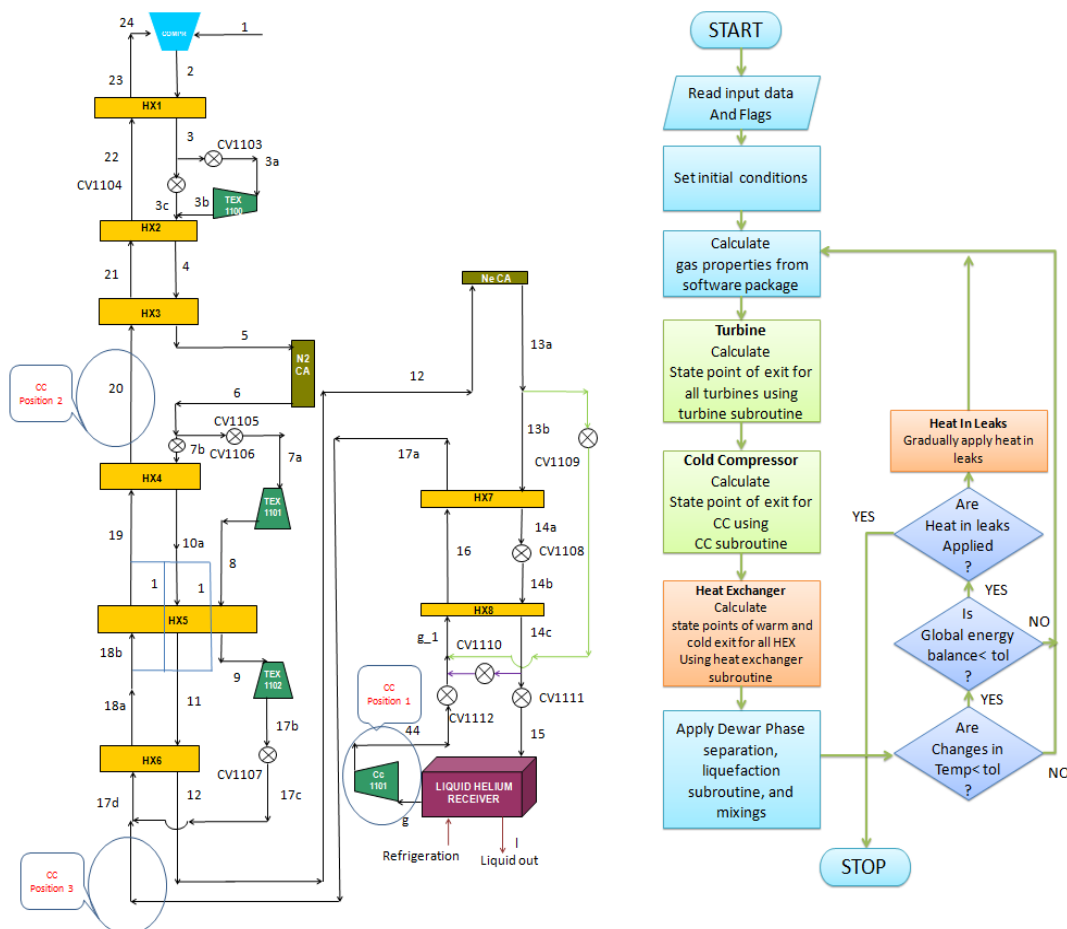 24
COMPR
1
2
23
HX1
3
CV1103
3a
22
CV1104
TEX
1100
3b
3c
HX2
4
21
HX3
5
N2
CA
CC
Position 2
20
6
CV1105
7b
CV1106
7a
HX4
TEX
1101
19
10a
8
1
1
HX5
18b
9
TEX
1102
11
18a
17b
HX6
CV1107
12
17c
17d
CC
Position 3
Ne CA
13a
12
13b
CV1109
17a
HX7
14a
16
CV1108
14b
HX8
14c
g_1
CV1110
CC
Position 1
CV1111
CV1112
44
15
Cc
1101
LIQUID HELIUM
RECEIVER
g
l
Refrigeration
Liquid out
START
Read input data
And Flags
Set initial conditions
Calculate
gas properties from
software package
Turbine
Calculate
State point of exit for
all turbines using
turbine subroutine
Cold Compressor
Calculate
State point of exit for
CC using
CC subroutine
Heat Exchanger
Calculate
state points of warm and
cold exit for all HEX
Using heat exchanger
subroutine
Apply Dewar Phase
separation,
liquefaction
subroutine, and
mixings
Heat In Leaks
Gradually apply heat in
leaks
YES
Are
Heat in leaks
Applied
?
YES
Is
Global energy
balance< tol
?
NO
YES
Are
Changes in
Temp< tol
?
NO
STOP